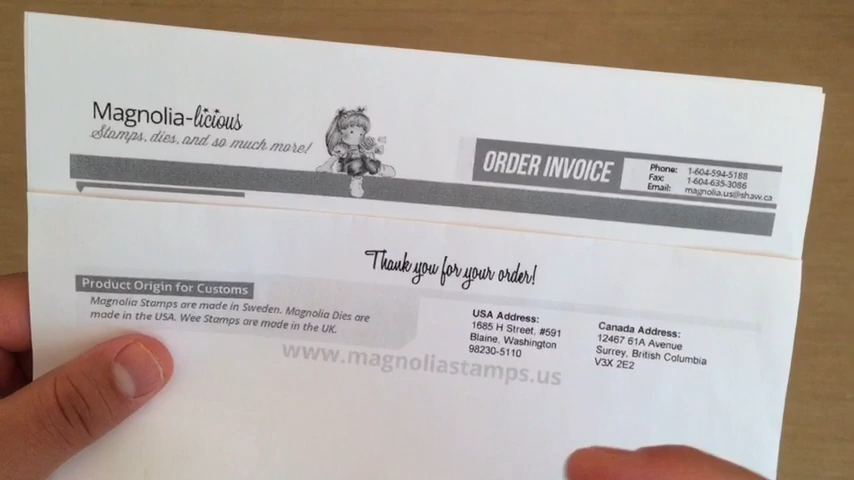 Magnolia-licious
Stamps, dies, and so much more!
ORDER INVOICE
Phone: 1-604-594-5188
Fax: 1-604-635-3086
Email: magnolia.us@shaw.ca
Thank you for your order!
Product Origin for Customs
Magnolia Stamps are made in Sweden. Magnolia Dies are
made in the USA. Wee Stamps are made in the UK.
USA Address:
1685 H Street, #591
Blaine, Washington
98230-5110
Canada Address:
12467 61A Avenue
Surrey, British Columbia
V3X 2E2
www.magnoliastamps.us